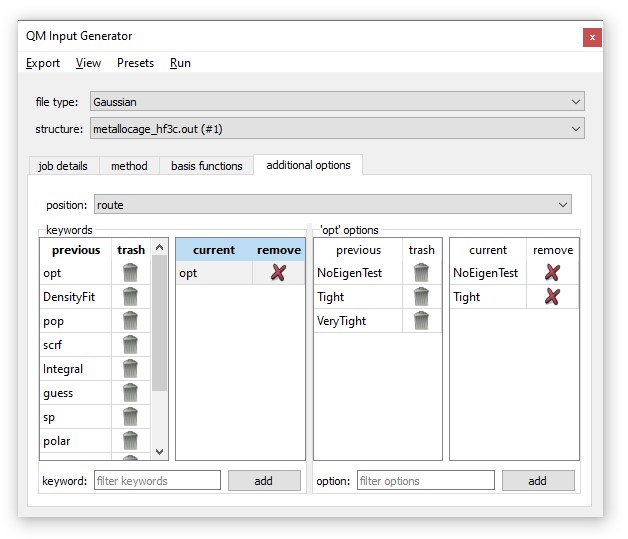 QM Input Generator
x
Export View Presets Run
file type: Gaussian
structure: metallocage_hf3c.out (#1)
job details method basis functions additional options
position: route
keywords 'opt' options
previous trash current remove previous trash current remove
opt opt NoEigenTest NoEigenTest
DensityFit Tight Tight
pop VeryTight
scrf
Integral
guess
sp
polar
keyword: filter keywords add option: filter options add